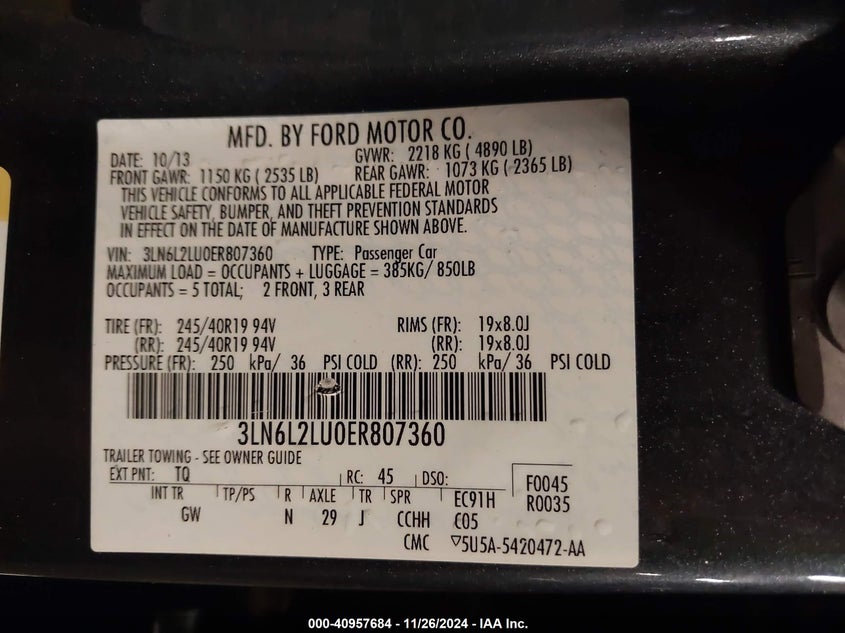 MFD. BY FORD MOTOR CO.
DATE: 10/13 GVWR: 2218 KG ( 4890 LB)
FRONT GAWR: 1150 KG ( 2535 LB) REAR GAWR: 1073 KG ( 2365 LB)
THIS VEHICLE CONFORMS TO ALL APPLICABLE FEDERAL MOTOR
VEHICLE SAFETY, BUMPER, AND THEFT PREVENTION STANDARDS
IN EFFECT ON THE DATE OF MANUFACTURE SHOWN ABOVE.
VIN: 3LN6L2LU0ER807360 TYPE: Passenger Car
MAXIMUM LOAD = OCCUPANTS + LUGGAGE = 385KG/ 850LB
OCCUPANTS = 5 TOTAL; 2 FRONT, 3 REAR
TIRE (FR): 245/40R19 94V RIMS (FR): 19x8.0J
(RR): 245/40R19 94V (RR): 19x8.0J
PRESSURE (FR): 250 kPa/ 36 PSI COLD (RR): 250 kPa/ 36 PSI COLD
3LN6L2LU0ER807360
TRAILER TOWING - SEE OWNER GUIDE
EXT PNT: TQ RC: 45 DSO: F0045
INT TR TP/PS R AXLE TR SPR EC91H R0035
GW N 29 J CCHH C05
CMC ▽5U5A-5420472-AA
000-40957684 - 11/26/2024 - IAA Inc.